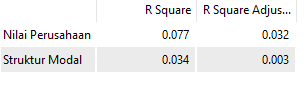 R Square R Square Adjus...
Nilai Perusahaan 0.077 0.032
Struktur Modal 0.034 0.003